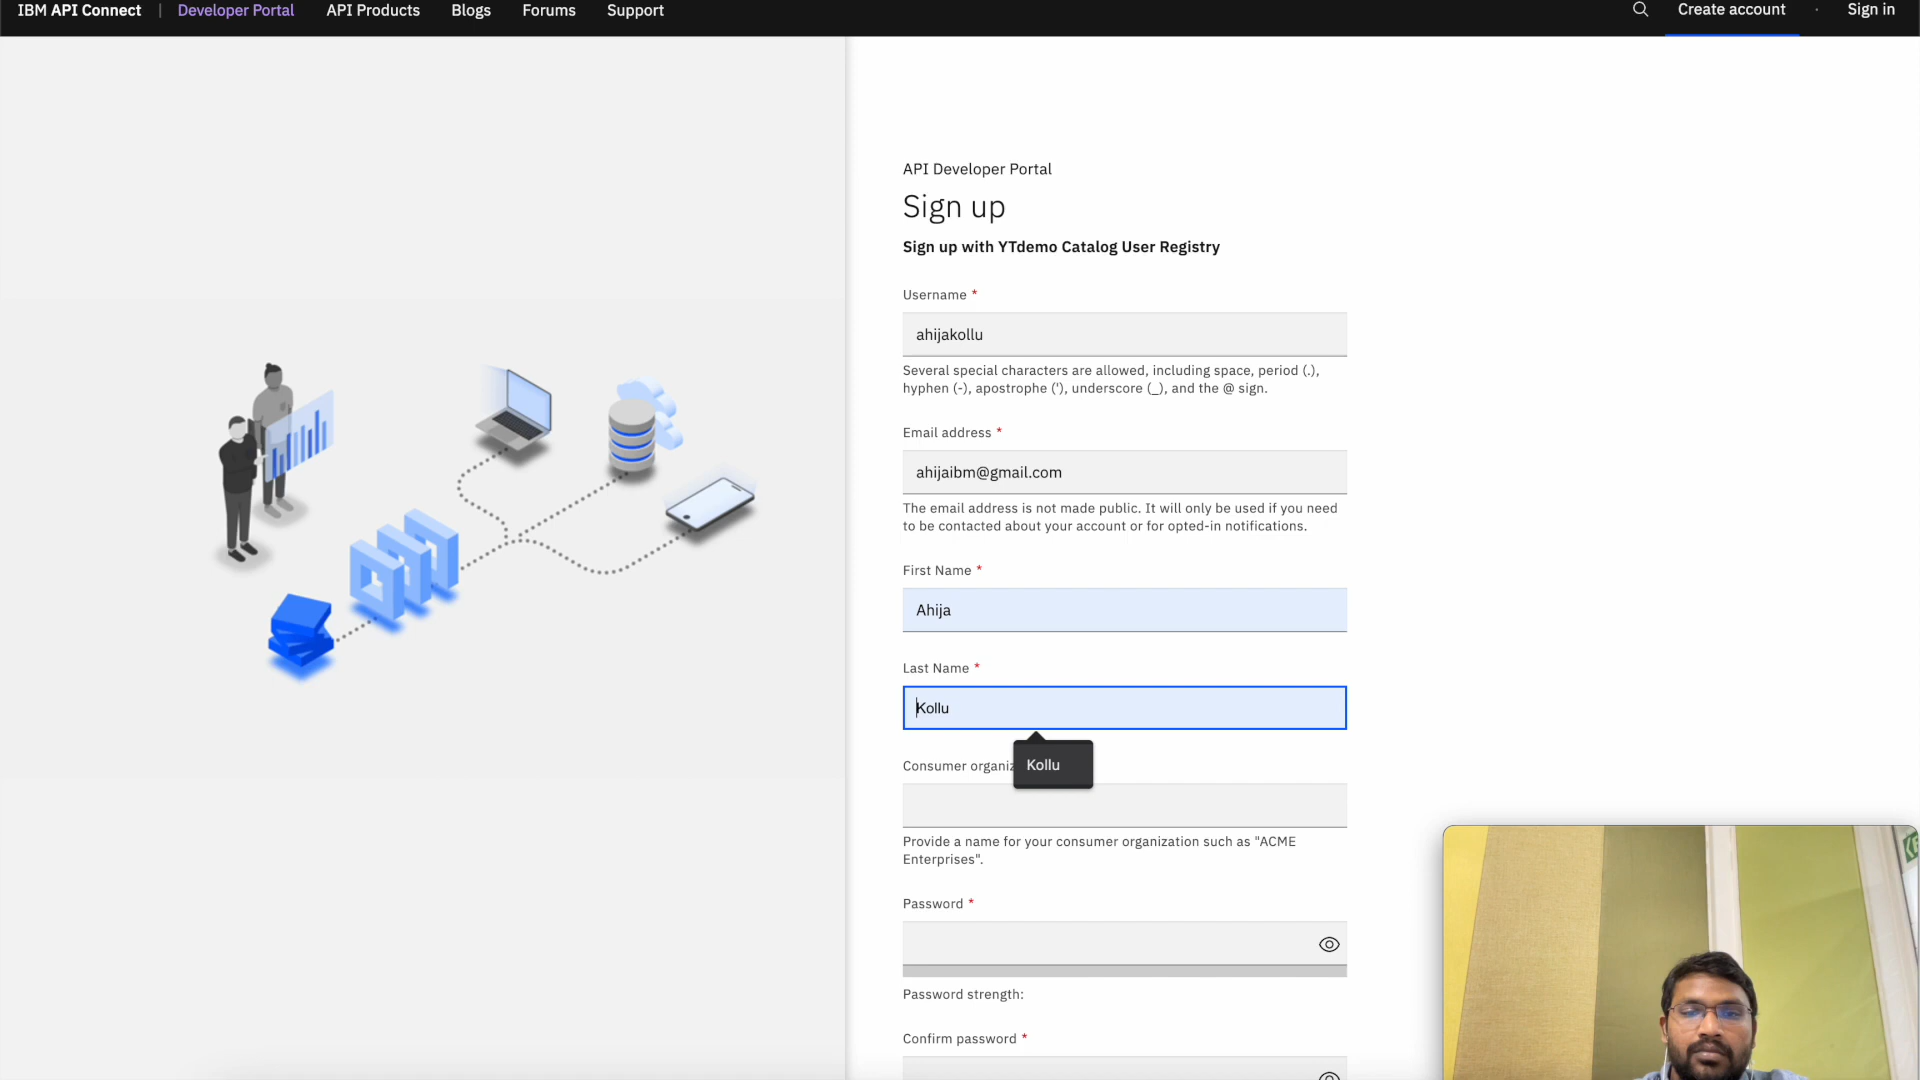 IBM API Connect | Developer Portal API Products Blogs Forums Support Create account · Sign in
API Developer Portal
Sign up
Sign up with YTdemo Catalog User Registry
Username *
ahijakollu
Several special characters are allowed, including space, period (.),
hyphen (-), apostrophe ('), underscore (_), and the @ sign.
Email address *
ahijaibm@gmail.com
The email address is not made public. It will only be used if you need
to be contacted about your account or for opted-in notifications.
First Name *
Ahija
Last Name *
Kollu
Kollu
Consumer organiz
Provide a name for your consumer organization such as "ACME
Enterprises".
Password *
Password strength:
Confirm password *